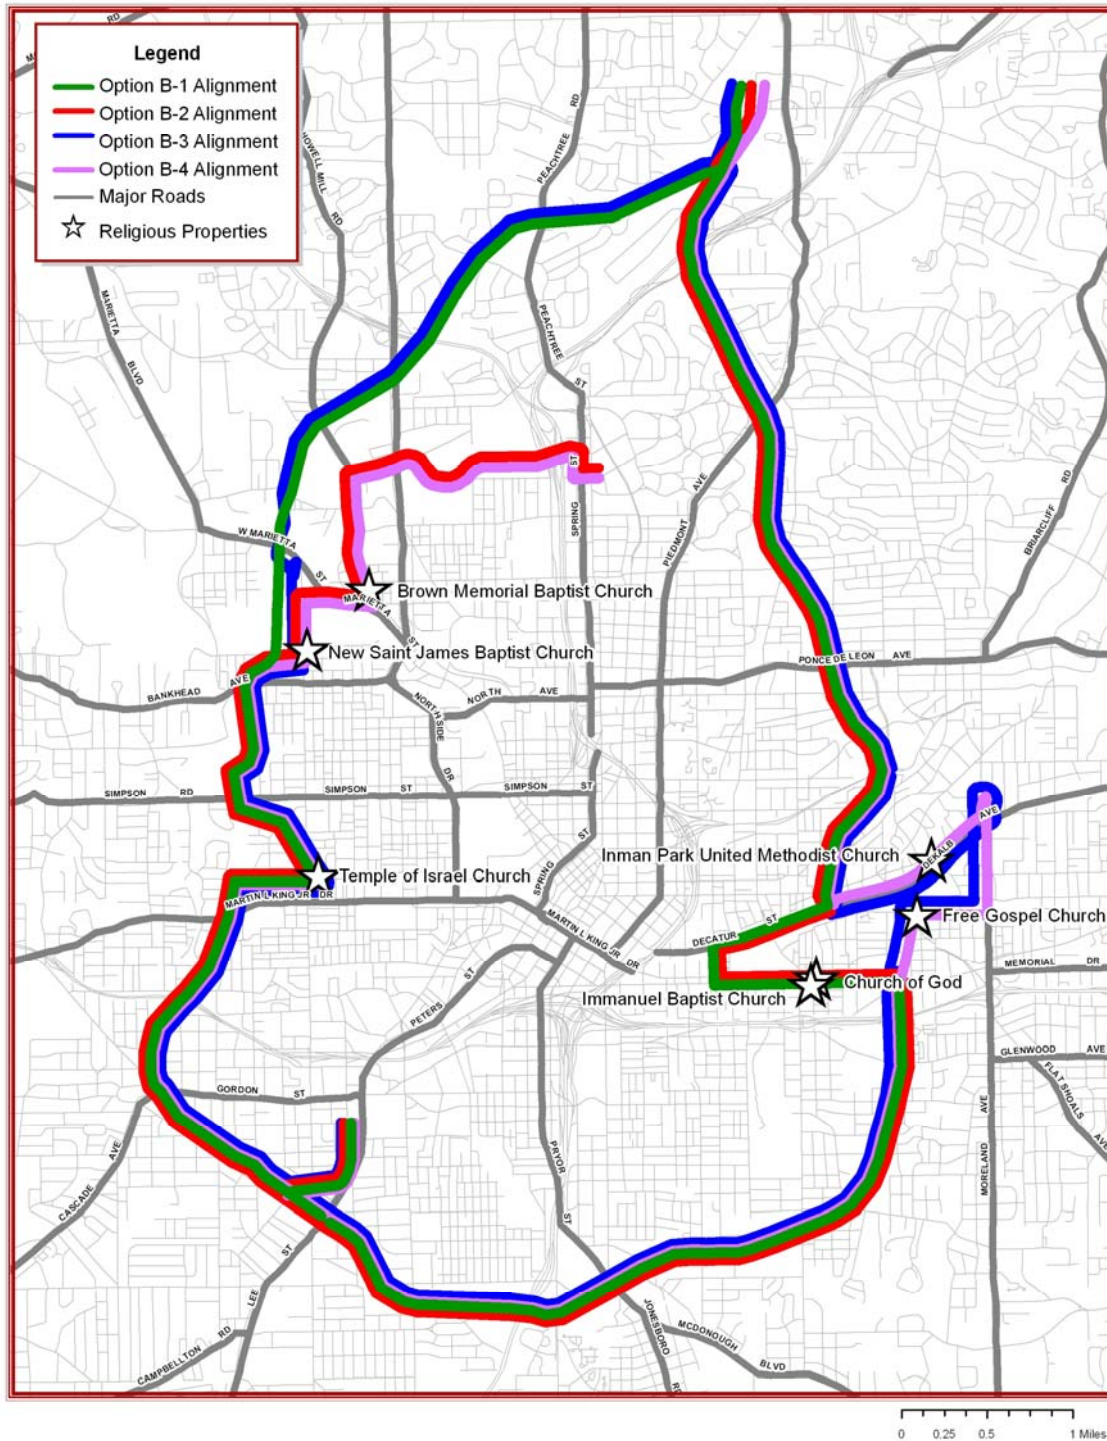 RD
Legend
Option B-1 Alignment
Option B-2 Alignment
Option B-3 Alignment
Option B-4 Alignment
Major Roads
Religious Properties
HOWELL MILL
RD
PEACHTREE
RD
MARIETTA
BLVD
PEACHTREE
ST
W MARIETTA
ST
ST
SPRING
PIEDMONT
AVE
BRIARCLIFF
RD
Brown Memorial Baptist Church
MARIETTA
ST
New Saint James Baptist Church
PONCE DE LEON AVE
BANKHEAD
AVE
NORTH AVE
NORTHSIDE
DR
SIMPSON RD
SIMPSON ST
SIMPSON ST
AVE
Inman Park United Methodist Church
DEKALB
Temple of Israel Church
SPRING
ST
MARTIN L KING JR DR
MARTIN L KING JR DR
Free Gospel Church
DECATUR
ST
MEMORIAL DR
Church of God
Immanuel Baptist Church
PETERS
ST
GLENWOOD AVE
FLAT SHOALS
AVE
GORDON ST
CASCADE
AVE
PRYOR
ST
MORELAND
AVE
LEE
ST
CAMPBELLTON
RD
JONESBORO
RD
MCDONOUGH
BLVD
0 0.25 0.5 1 Miles